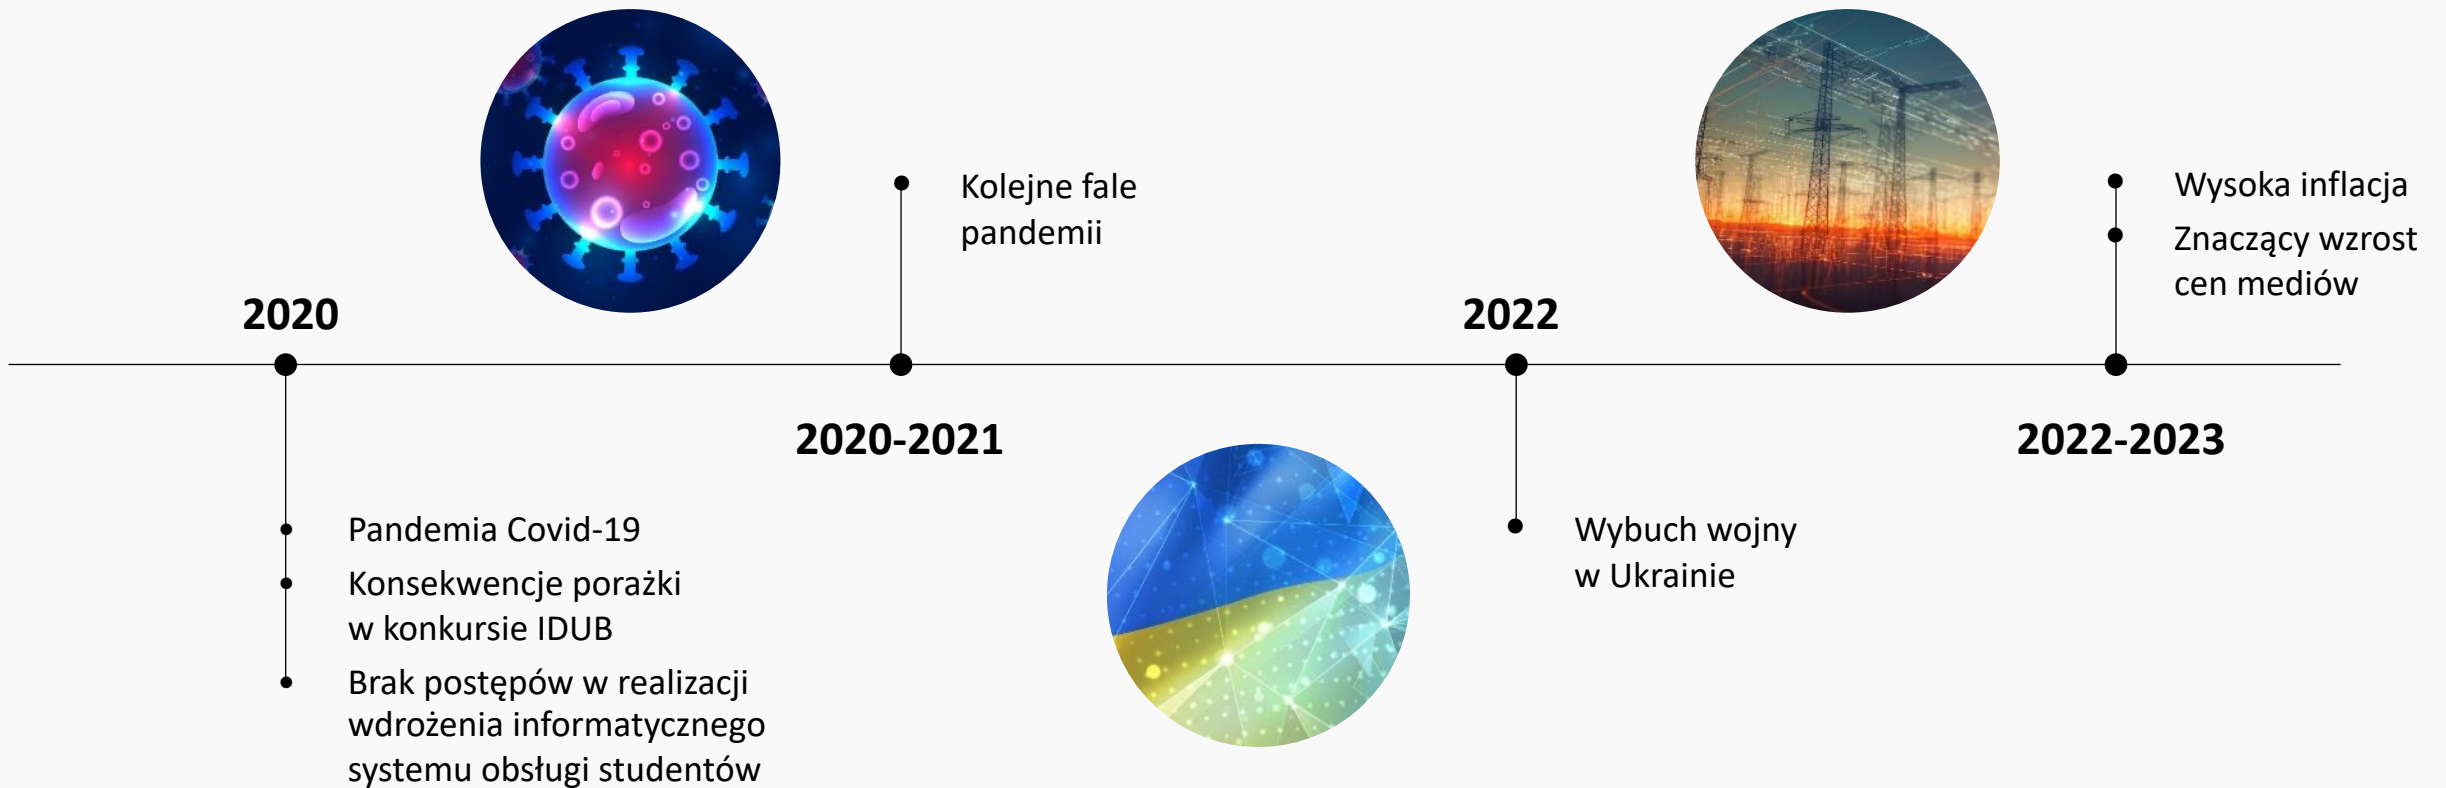 2020
Pandemia Covid-19
Konsekwencje porażki
w konkursie IDUB
Brak postępów w realizacji
wdrożenia informatycznego
systemu obsługi studentów
Kolejne fale
pandemii
2020-2021
2022
Wybuch wojny
w Ukrainie
Wysoka inflacja
Znaczący wzrost
cen mediów
2022-2023